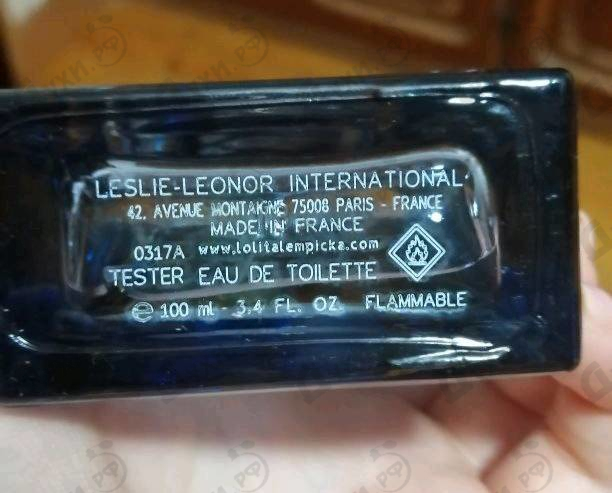 LESLIE-LEONOR INTERNATIONAL
42, AVENUE MONTAIGNE 75008 PARIS - FRANCE
MADE IN FRANCE
0317A www.lolitalempicka.com
TESTER EAU DE TOILETTE
℮ 100 ml - 3.4 FL. OZ. FLAMMABLE